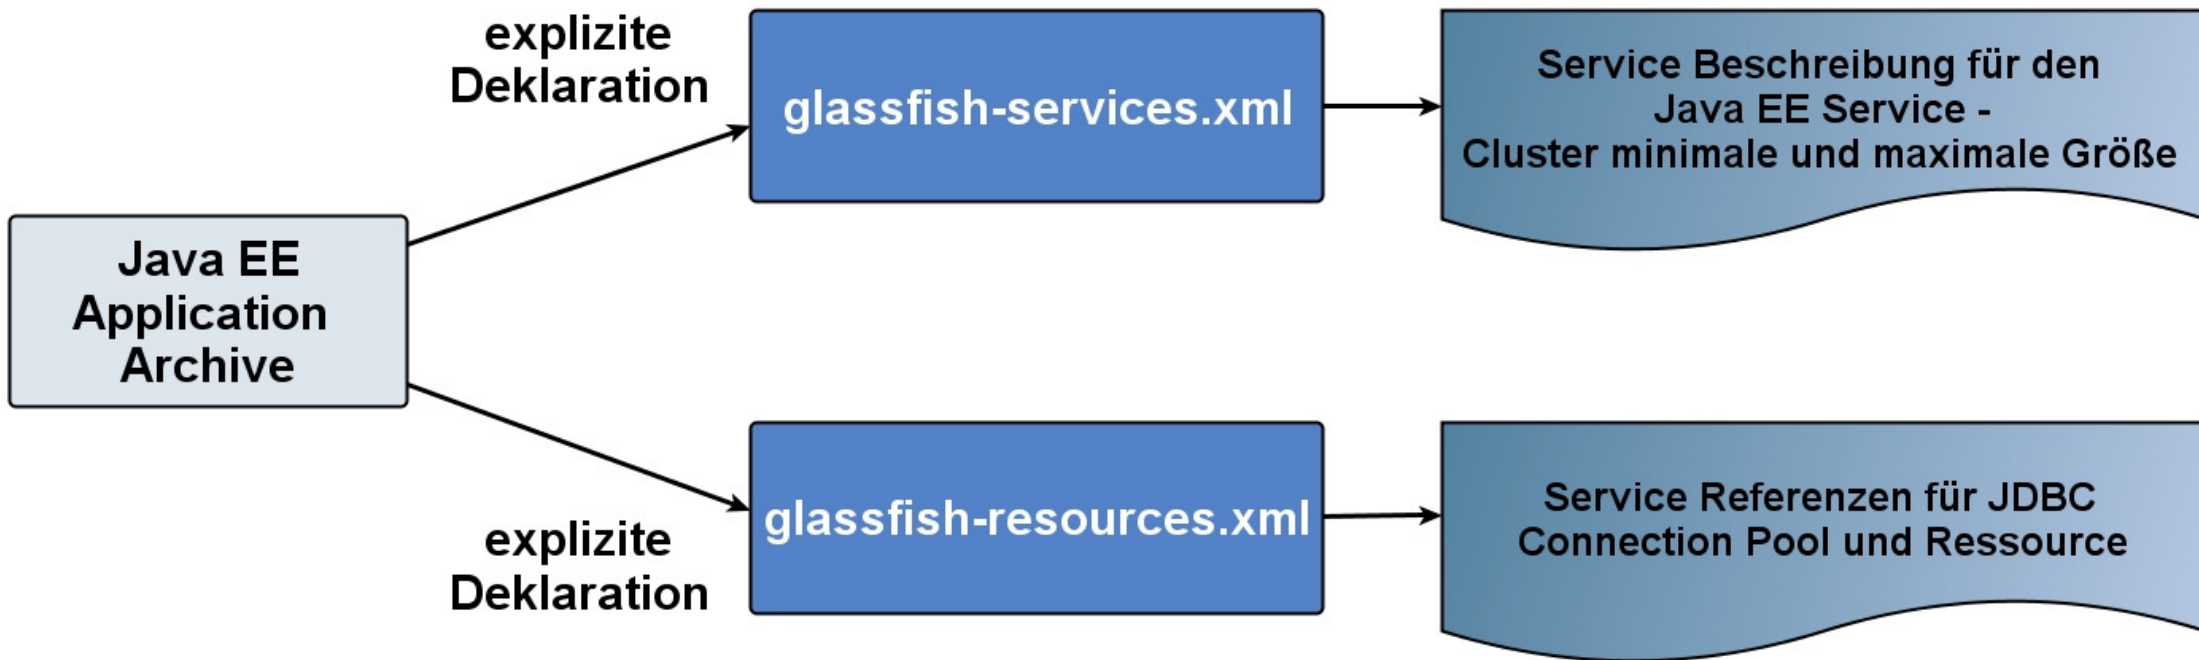 explizite
Deklaration
glassfish-services.xml
Service Beschreibung für den
Java EE Service -
Cluster minimale und maximale Größe
Java EE
Application
Archive
explizite
Deklaration
glassfish-resources.xml
Service Referenzen für JDBC
Connection Pool und Ressource